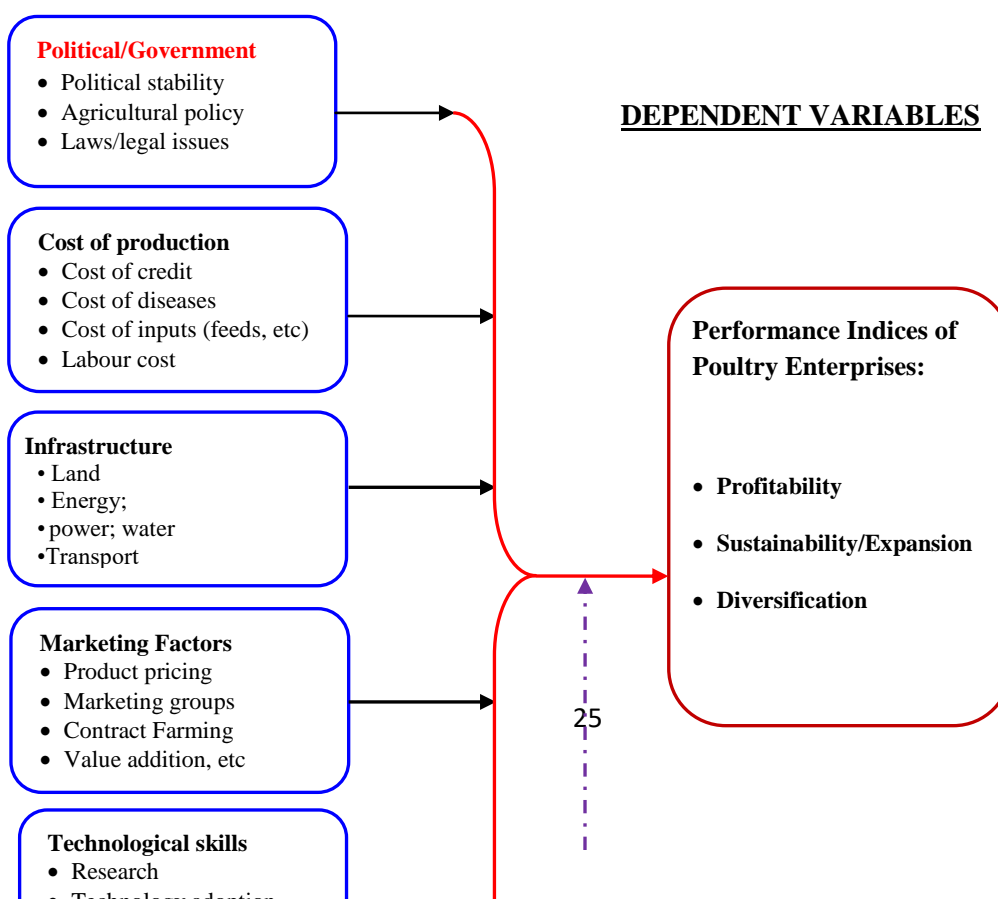 Political/Government
• Political stability
• Agricultural policy
• Laws/legal issues
DEPENDENT VARIABLES
Cost of production
• Cost of credit
• Cost of diseases
• Cost of inputs (feeds, etc)
• Labour cost
Infrastructure
• Land
• Energy;
• power; water
•Transport
Marketing Factors
• Product pricing
• Marketing groups
• Contract Farming
• Value addition, etc
Technological skills
• Research
• Technology adoption
Performance Indices of
Poultry Enterprises:
• Profitability
• Sustainability/Expansion
• Diversification
25